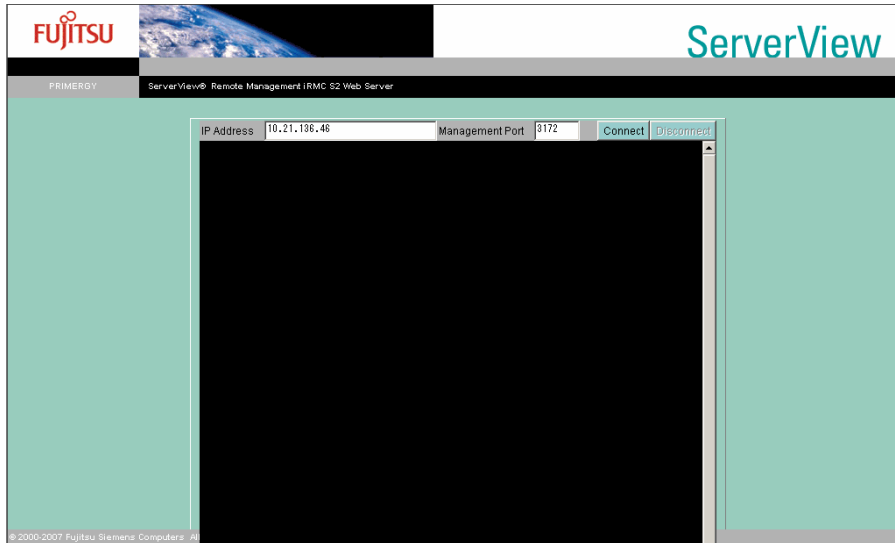 FUJITSU
ServerView
PRIMERGY
ServerView® Remote Management iRMC S2 Web Server
IP Address 10.21.136.46 Management Port 3172 Connect Disconnect
© 2000-2007 Fujitsu Siemens Computers